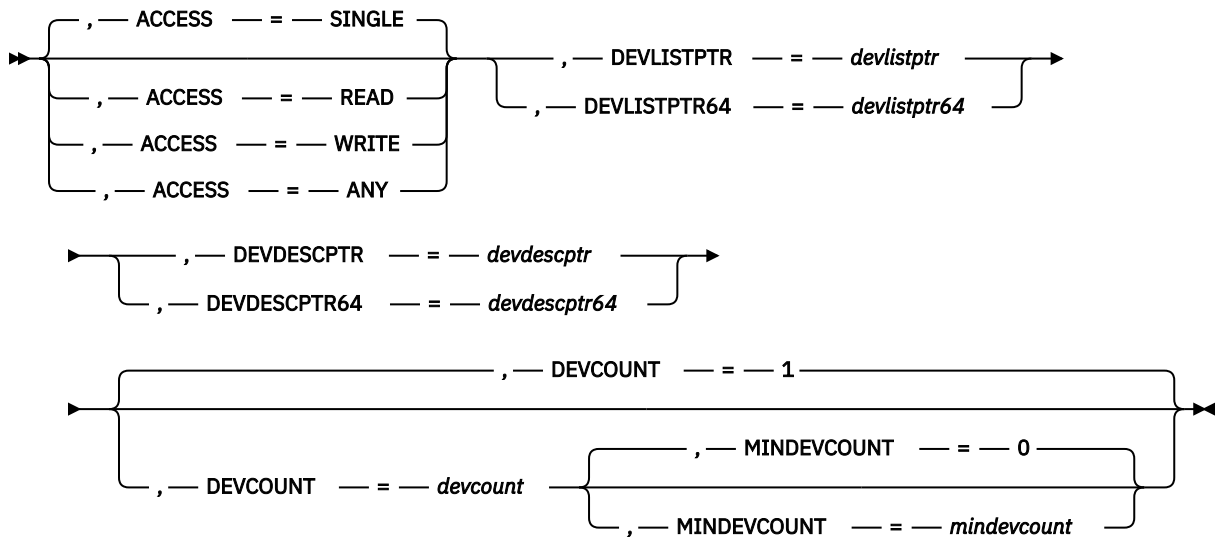 , ACCESS = SINGLE
, DEVLISTPTR = devlistptr
, ACCESS = READ
, DEVLISTPTR64 = devlistptr64
, ACCESS = WRITE
, ACCESS = ANY
, DEVDESCPTR = devdescptr
, DEVDESCPTR64 = devdescptr64
, DEVCOUNT = 1
, MINDEVCOUNT = 0
, DEVCOUNT = devcount
, MINDEVCOUNT = mindevcount